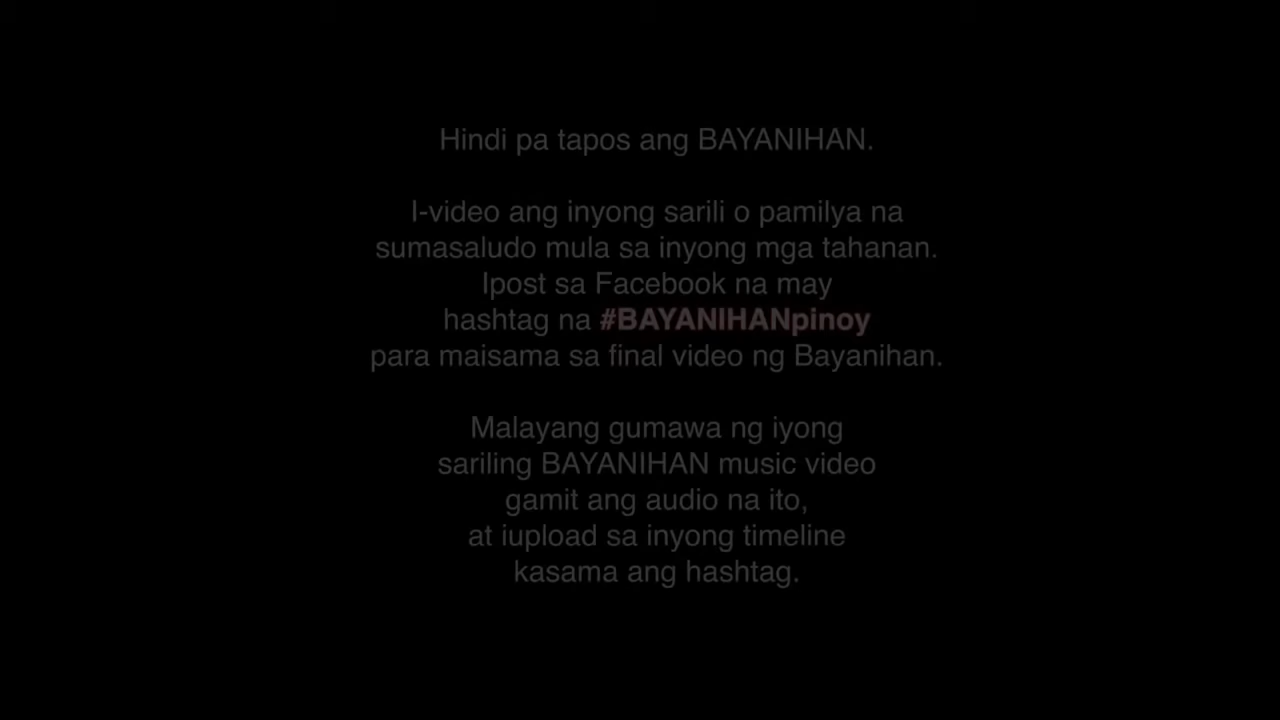 Hindi pa tapos ang BAYANIHAN.
I-video ang inyong sarili o pamilya na
sumasaludo mula sa inyong mga tahanan.
Ipost sa Facebook na may
hashtag na #BAYANIHANpinoy
para maisama sa final video ng Bayanihan.
Malayang gumawa ng iyong
sariling BAYANIHAN music video
gamit ang audio na ito,
at iupload sa inyong timeline
kasama ang hashtag.